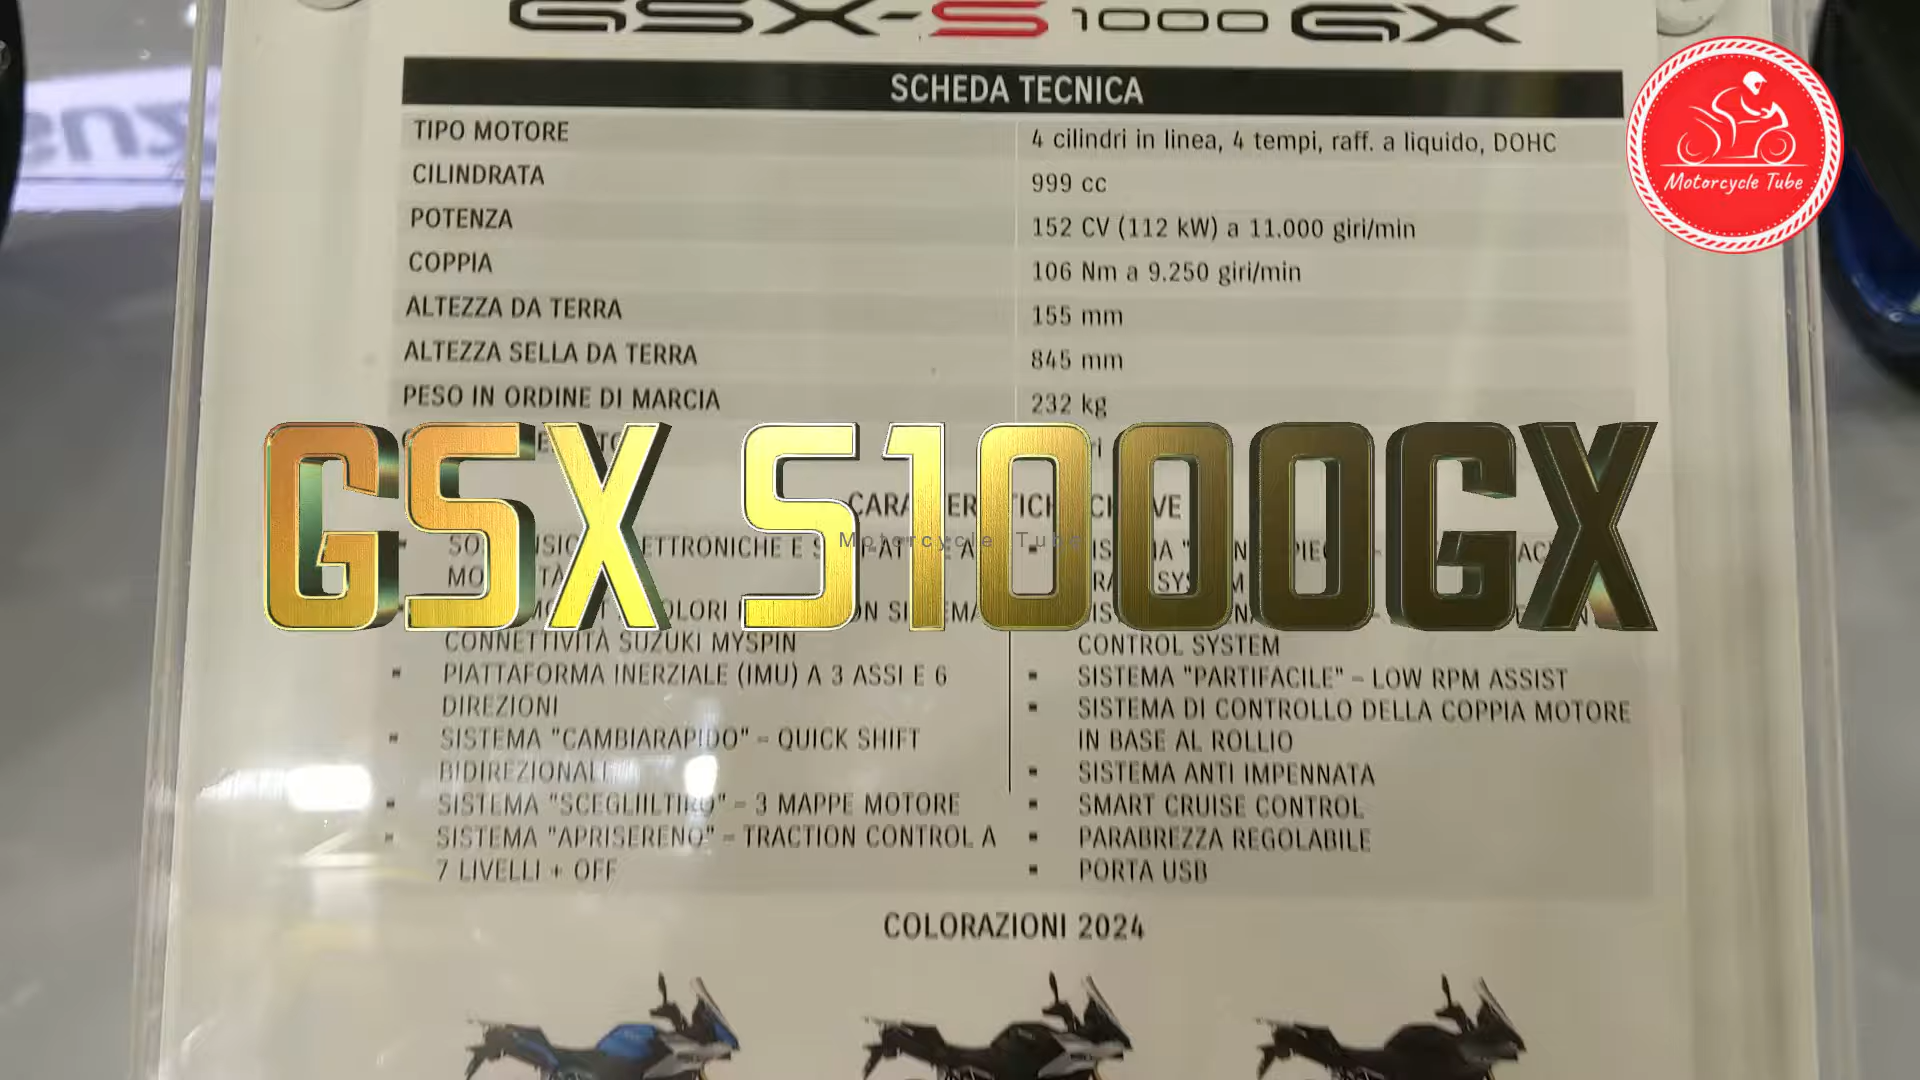 GSX-S 1000 GX
SCHEDA TECNICA
Motorcycle Tube
TIPO MOTORE 4 cilindri in linea, 4 tempi, raff. a liquido, DOHC
CILINDRATA 999 cc
POTENZA 152 CV (112 kW) a 11.000 giri/min
COPPIA 106 Nm a 9.250 giri/min
ALTEZZA DA TERRA 155 mm
ALTEZZA SELLA DA TERRA 845 mm
PESO IN ORDINE DI MARCIA 232 kg
GSX S1000GX
Motorcycle Tube
CONNETTIVITÀ SUZUKI MYSPIN
PIATTAFORMA INERZIALE (IMU) A 3 ASSI E 6
DIREZIONI
SISTEMA "CAMBIARAPIDO" – QUICK SHIFT
BIDIREZIONALE
SISTEMA "SCEGLIILTIRO" – 3 MAPPE MOTORE
SISTEMA "APRISERENO" – TRACTION CONTROL A
7 LIVELLI + OFF
CONTROL SYSTEM
SISTEMA "PARTIFACILE" – LOW RPM ASSIST
SISTEMA DI CONTROLLO DELLA COPPIA MOTORE
IN BASE AL ROLLIO
SISTEMA ANTI IMPENNATA
SMART CRUISE CONTROL
PARABREZZA REGOLABILE
PORTA USB
COLORAZIONI 2024